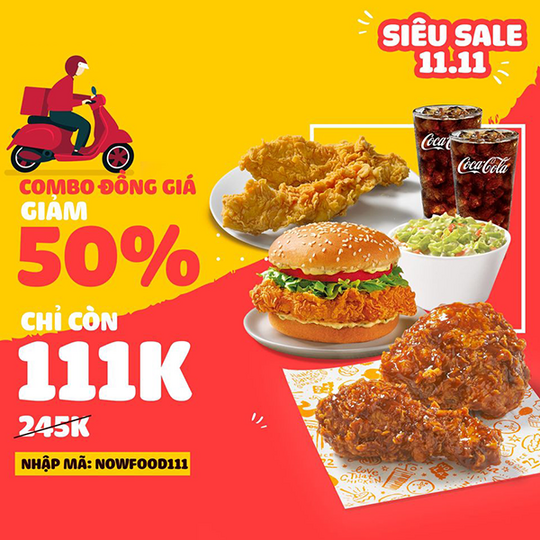 SIÊU SALE
11.11
COMBO ĐỒNG GIÁ
GIẢM
50%
CHỈ CÒN
111K
245K
NHẬP MÃ: NOWFOOD111
Coca-Cola
Coca-Cola